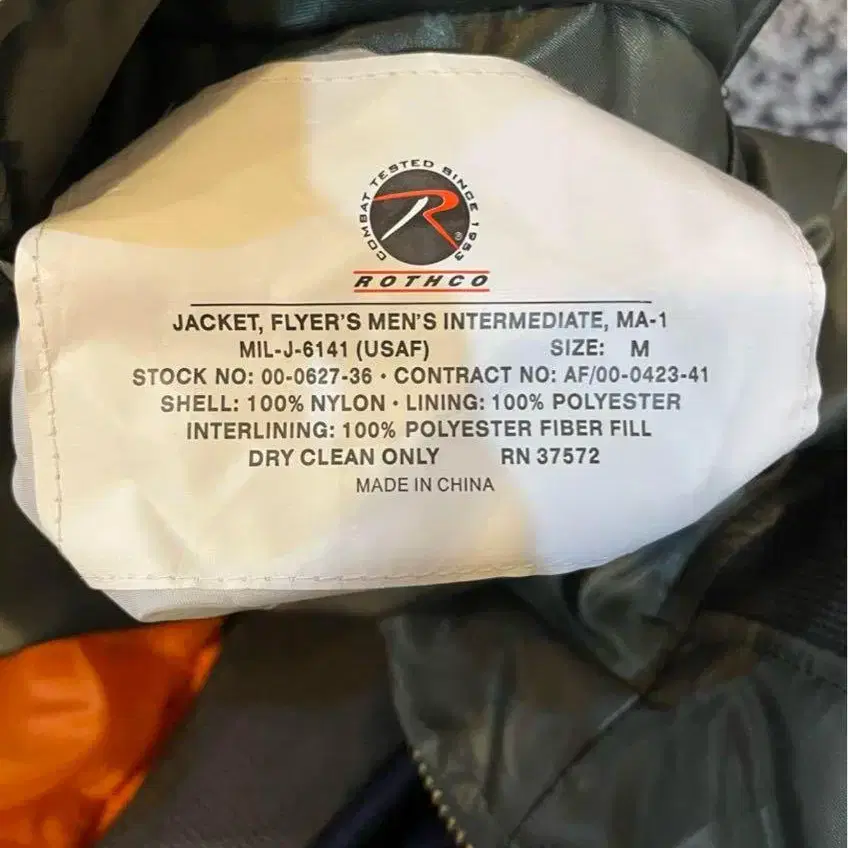 COMBAT TESTED SINCE 1953
R
®
ROTHCO
JACKET, FLYER'S MEN'S INTERMEDIATE, MA-1
MIL-J-6141 (USAF) SIZE: M
STOCK NO: 00-0627-36 • CONTRACT NO: AF/00-0423-41
SHELL: 100% NYLON • LINING: 100% POLYESTER
INTERLINING: 100% POLYESTER FIBER FILL
DRY CLEAN ONLY RN 37572
MADE IN CHINA